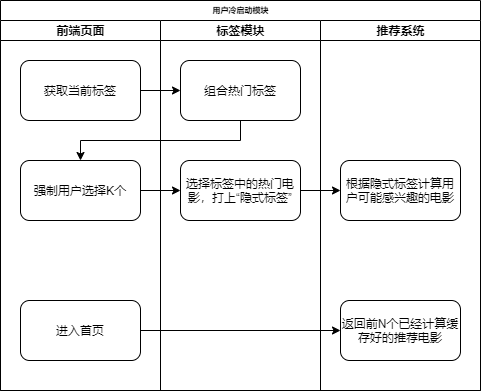 用户冷启动模块
前端页面
标签模块
推荐系统
获取当前标签
组合热门标签
强制用户选择K个
选择标签中的热门电
影，打上“隐式标签”
根据隐式标签计算用
户可能感兴趣的电影
进入首页
返回前N个已经计算缓
存好的推荐电影